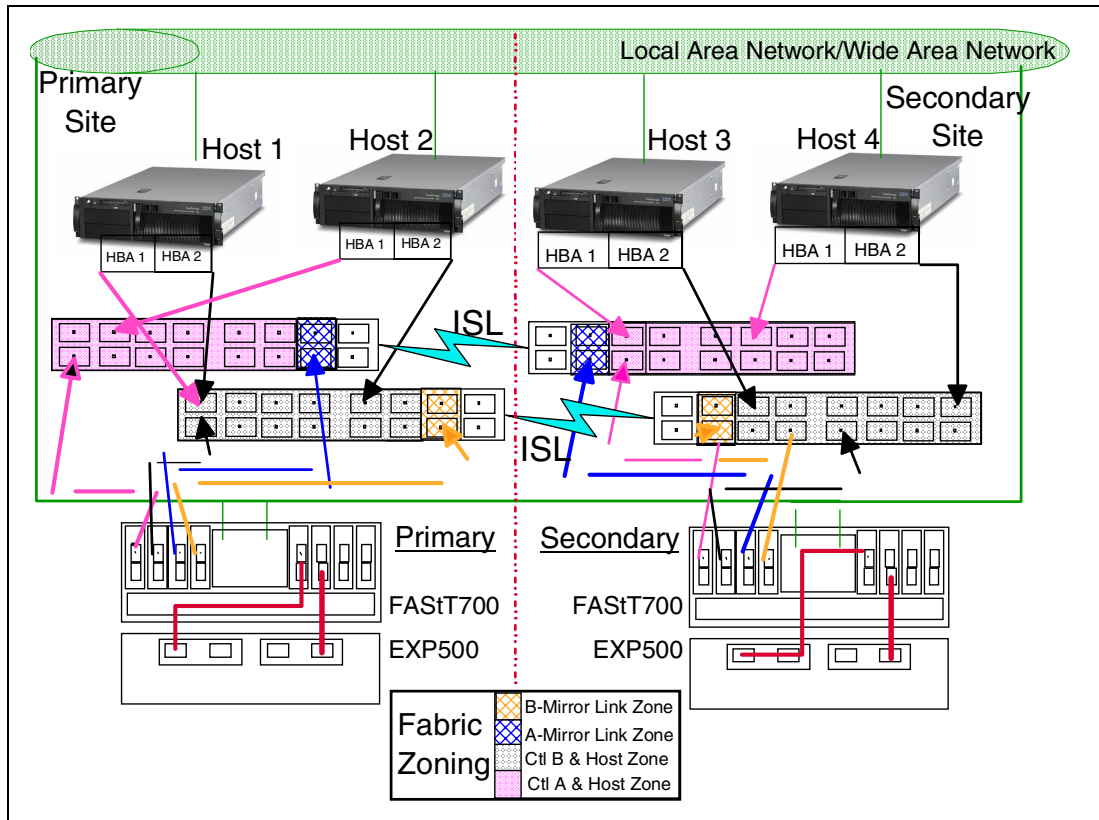 Local Area Network/Wide Area Network
Primary
Site
Secondary
Site
Host 1
Host 2
Host 3
Host 4
HBA 1
HBA 2
HBA 1
HBA 2
HBA 1
HBA 2
HBA 1
HBA 2
ISL
ISL
Primary
Secondary
FAStT700
FAStT700
EXP500
EXP500
Fabric
Zoning
B-Mirror Link Zone
A-Mirror Link Zone
Ctl B & Host Zone
Ctl A & Host Zone